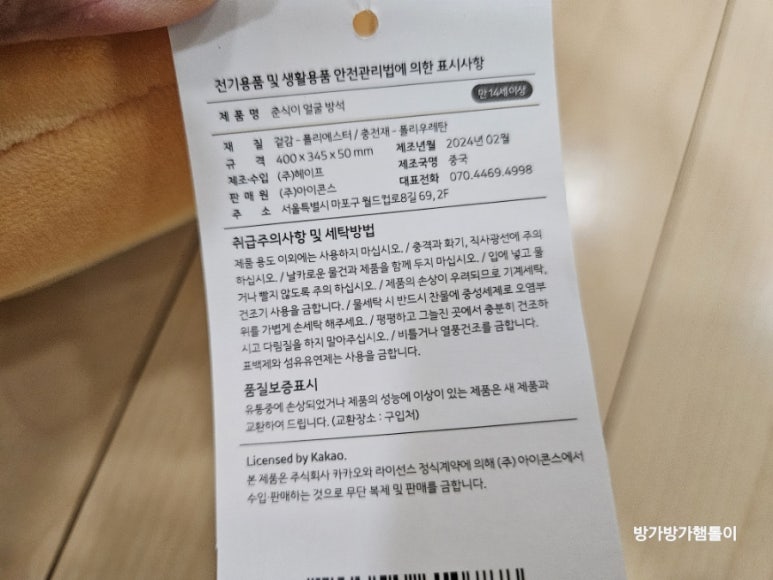 전기용품 및 생활용품 안전관리법에 의한 표시사항
제 품 명 춘식이 얼굴 방석
만 14세이상
재 질 겉감 - 폴리에스터 / 충전재 - 폴리우레탄
규 격 400 x 345 x 50 mm 제조년월 2024년 02월
제조·수입 (주)헤이프 제조국명 중국
판 매 원 (주)아이콘스 대표전화 070.4469.4998
주 소 서울특별시 마포구 월드컵로8길 69, 2F
취급주의사항 및 세탁방법
제품 용도 이외에는 사용하지 마십시오. / 충격과 화기, 직사광선에 주의
하십시오. / 날카로운 물건과 제품을 함께 두지 마십시오. / 입에 넣고 물
거나 빨지 않도록 주의 하십시오. / 제품의 손상이 우려되므로 기계세탁,
건조기 사용을 금합니다. / 물세탁 시 반드시 찬물에 중성세제로 오염부
위를 가볍게 손세탁 해주세요. / 평평하고 그늘진 곳에서 충분히 건조하
시고 다림질을 하지 말아주십시오. / 비틀거나 열풍건조를 금합니다.
표백제와 섬유유연제는 사용을 금합니다.
품질보증표시
유통중에 손상되었거나 제품의 성능에 이상이 있는 제품은 새 제품과
교환하여 드립니다. (교환장소 : 구입처)
Licensed by Kakao.
본 제품은 주식회사 카카오와 라이선스 정식계약에 의해 (주) 아이콘스에서
수입·판매하는 것으로 무단 복제 및 판매를 금합니다.
방가방가햄톨이